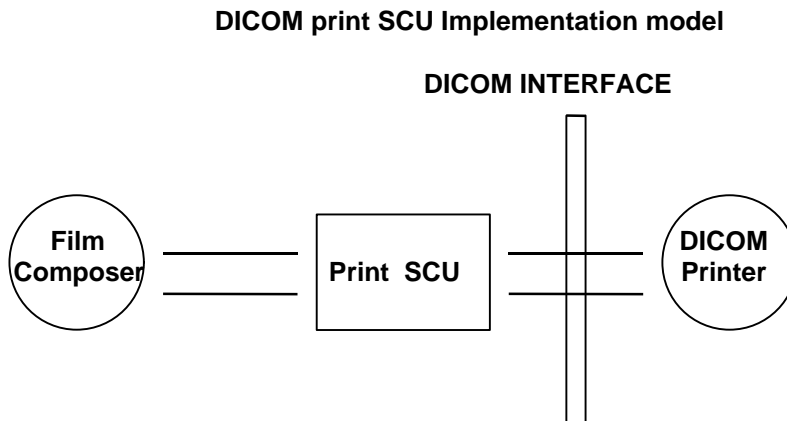 DICOM print SCU Implementation model
DICOM INTERFACE
Film
Composer
Print SCU
DICOM
Printer